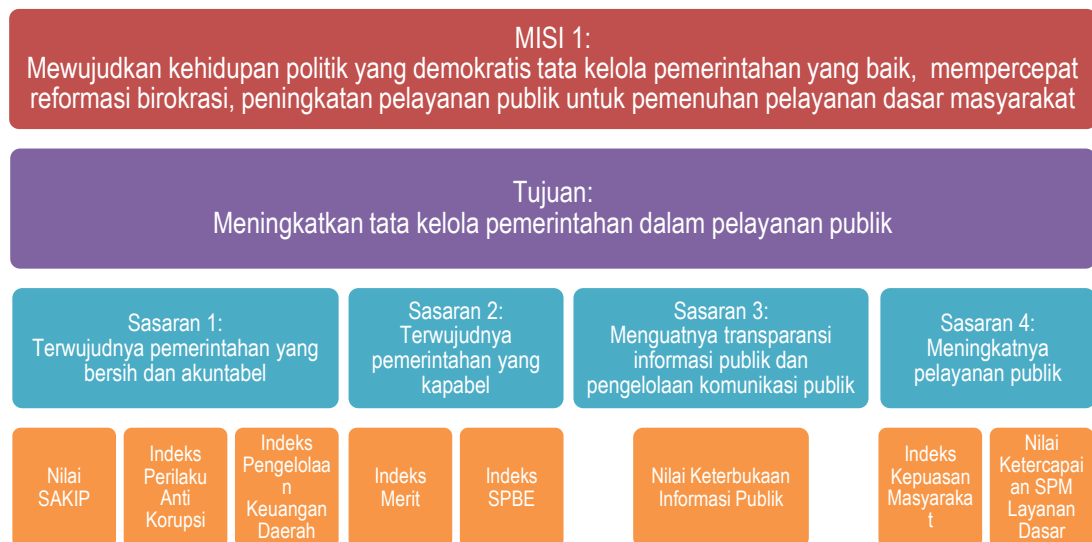 MISI 1:
Mewujudkan kehidupan politik yang demokratis tata kelola pemerintahan yang baik, mempercepat
reformasi birokrasi, peningkatan pelayanan publik untuk pemenuhan pelayanan dasar masyarakat
Tujuan:
Meningkatkan tata kelola pemerintahan dalam pelayanan publik
Sasaran 1:
Terwujudnya pemerintahan yang
bersih dan akuntabel
Sasaran 2:
Terwujudnya
pemerintahan yang
kapabel
Sasaran 3:
Menguatnya transparansi
informasi publik dan
pengelolaan komunikasi publik
Sasaran 4:
Meningkatnya
pelayanan publik
Nilai
SAKIP
Indeks
Perilaku
Anti
Korupsi
Indeks
Pengelolaa
n
Keuangan
Daerah
Indeks
Merit
Indeks
SPBE
Nilai Keterbukaan
Informasi Publik
Indeks
Kepuasan
Masyaraka
t
Nilai
Ketercapai
an SPM
Layanan
Dasar